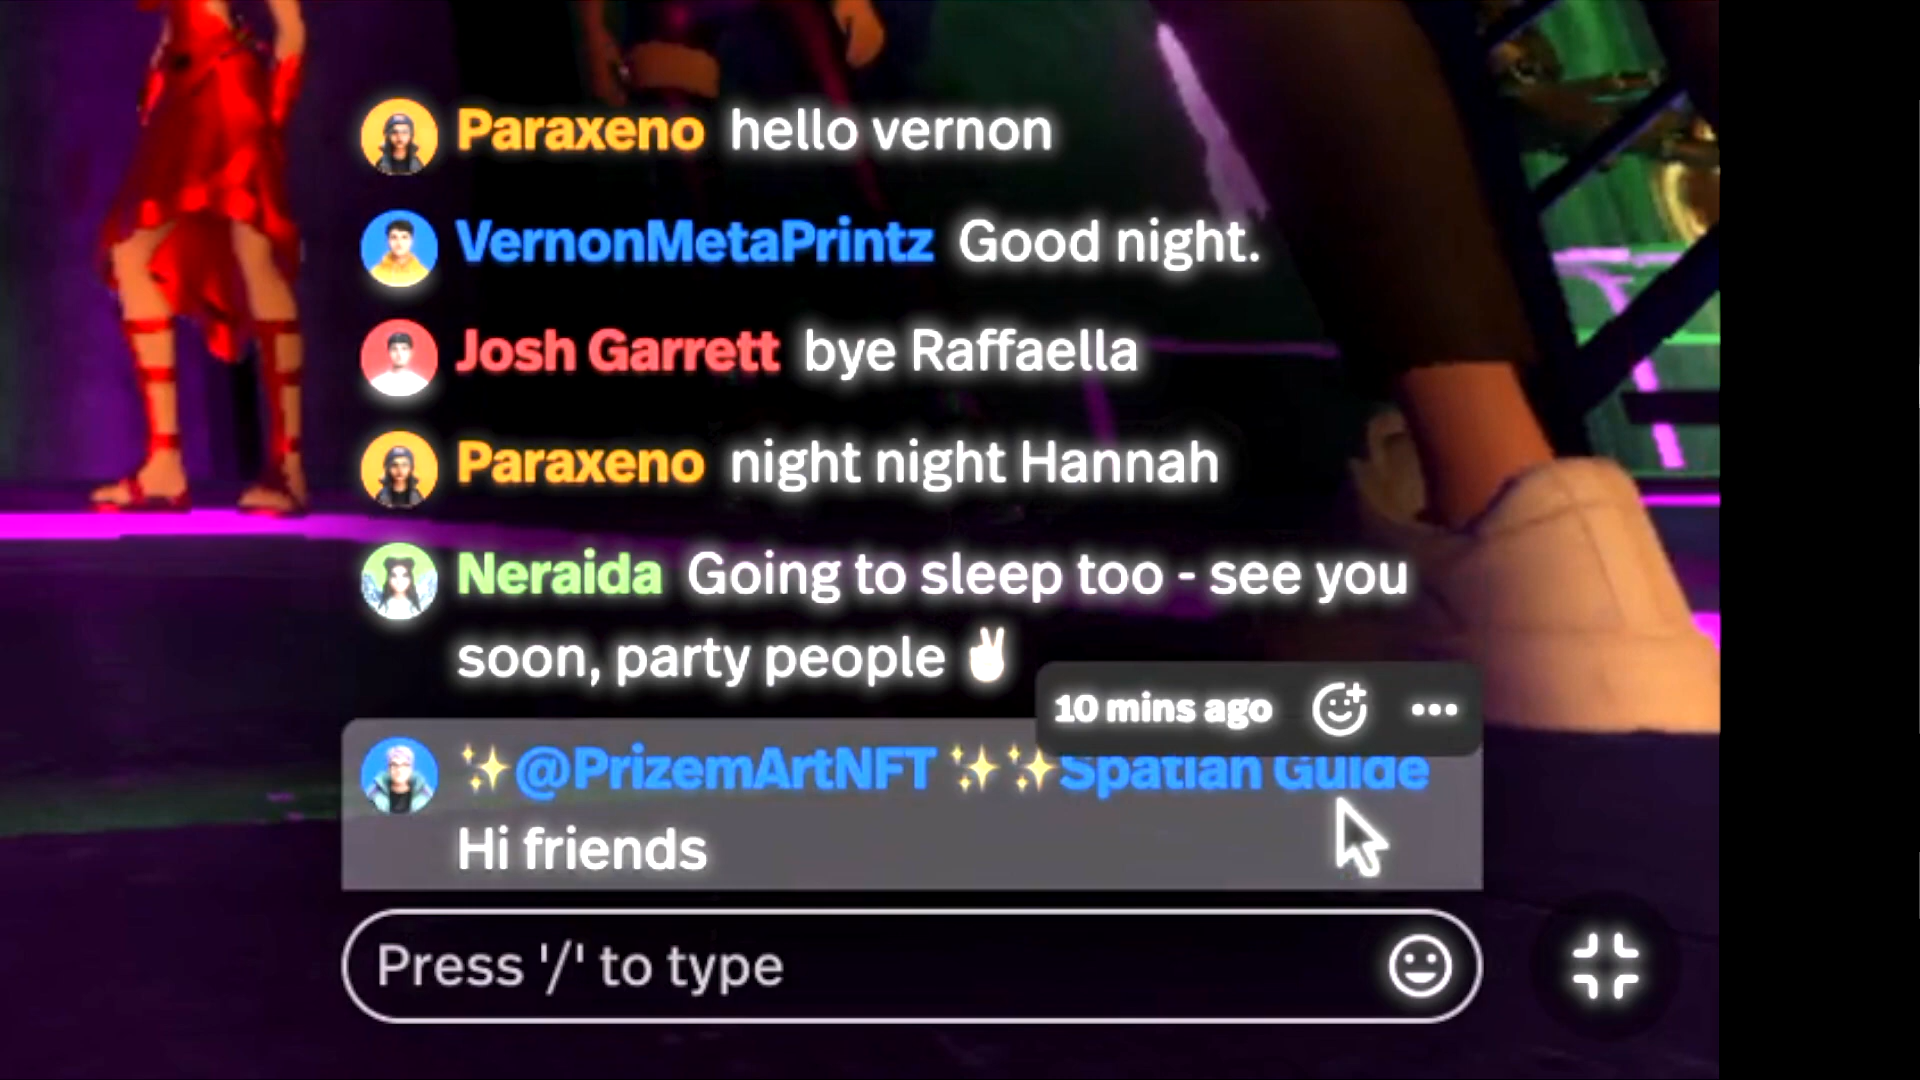 Paraxeno hello vernon
VernonMetaPrintz Good night.
Josh Garrett bye Raffaella
Paraxeno night night Hannah
Neraida Going to sleep too - see you
soon, party people ✌🏻
10 mins ago
✨@PrizemArtNFT ✨✨Spatian Guide
Hi friends
Press '/' to type